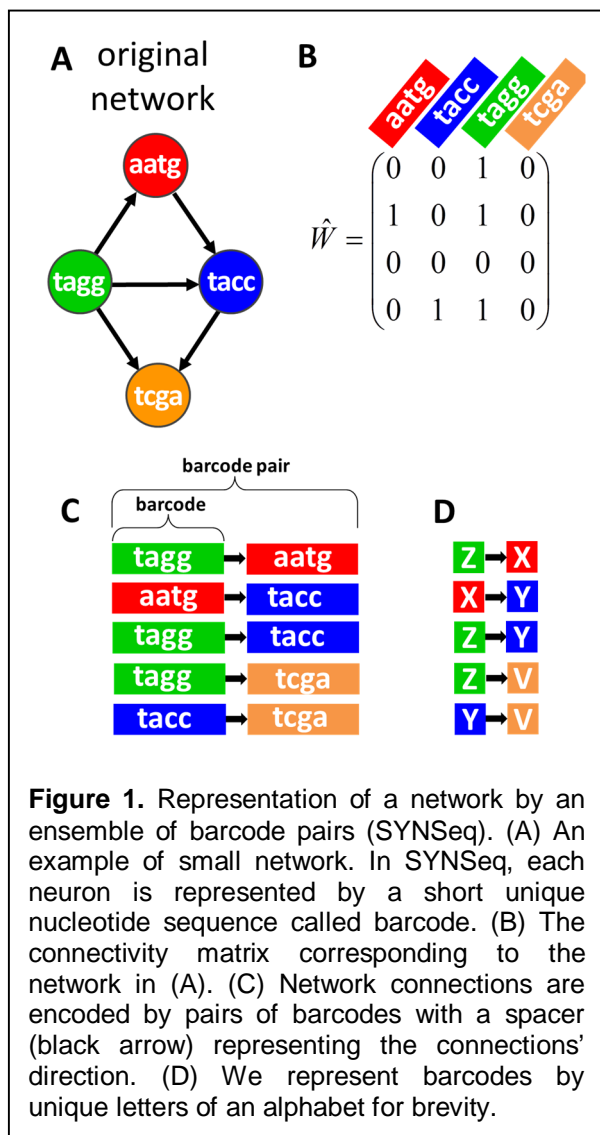 A original
network
aatg
tagg
tacc
tcga
B
aatg tacc tagg tcga
Ŵ =
0 0 1 0
1 0 1 0
0 0 0 0
0 1 1 0
barcode pair
barcode
C
tagg aatg
aatg tacc
tagg tacc
tagg tcga
tacc tcga
D
Z X
X Y
Z Y
Z V
Y V
Figure 1. Representation of a network by an
ensemble of barcode pairs (SYNSeq). (A) An
example of small network. In SYNSeq, each
neuron is represented by a short unique
nucleotide sequence called barcode. (B) The
connectivity matrix corresponding to the
network in (A). (C) Network connections are
encoded by pairs of barcodes with a spacer
(black arrow) representing the connections’
direction. (D) We represent barcodes by
unique letters of an alphabet for brevity.